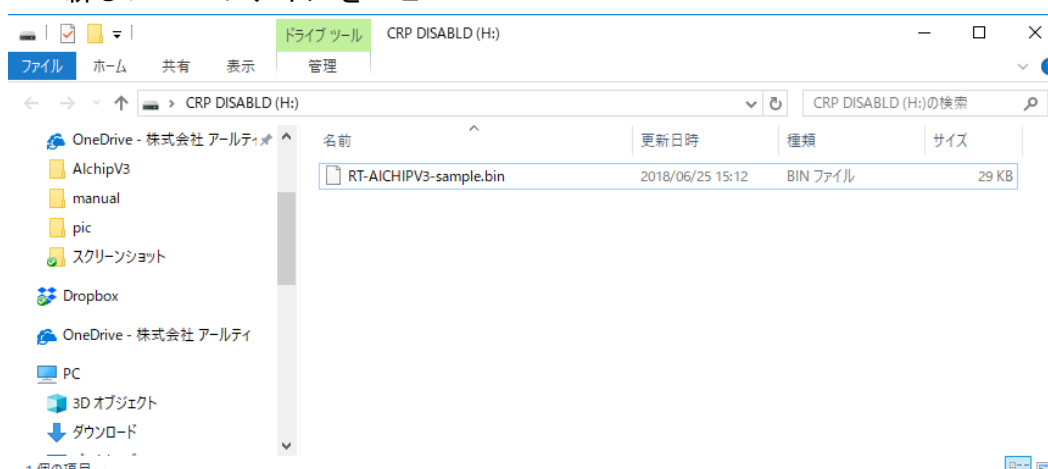 ドライブ ツール
CRP DISABLD (H:)
ファイル ホーム 共有 表示 管理
CRP DISABLD (H:)
CRP DISABLD (H:)の検索
OneDrive - 株式会社 アールティ
AIchipV3
manual
pic
スクリーンショット
Dropbox
OneDrive - 株式会社 アールティ
PC
3D オブジェクト
ダウンロード
名前 更新日時 種類 サイズ
RT-AICHIPV3-sample.bin 2018/06/25 15:12 BIN ファイル 29 KB